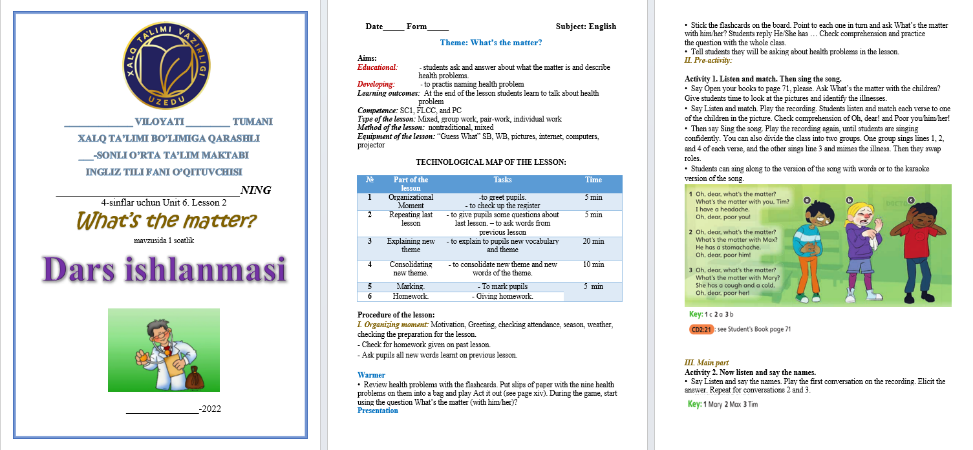 XALQ TA'LIMI VAZIRLIGI
UZEDU
____________ VILOYATI ________ TUMANI
XALQ TA'LIMI BO'LIMIGA QARASHLI
___-SONLI O'RTA TA'LIM MAKTABI
INGLIZ TILI FANI O'QITUVCHISI
______________________________NING
4-sinflar uchun Unit 6. Lesson 2
What's the matter?
mavzusida 1 soatlik
Dars ishlanmasi
_______________-2022
Date_____ Form_____ Subject: English
Theme: What's the matter?
Aims:
Educational: - students ask and answer about what the matter is and describe
health problems.
Developing: - to practis naming health problem
Learning outcomes: At the end of the lesson students learn to talk about health
problem
Competence: SC1, FLCC, and PC
Type of the lesson: Mixed, group work, pair-work, individual work
Method of the lesson: nontraditional, mixed
Equipment of the lesson: "Guess What" SB, WB, pictures, internet, computers,
projector
TECHNOLOGICAL MAP OF THE LESSON:
№ Part of the lesson Tasks Time
1 Organizational Moment -to greet pupils. - to check up the register 5 min
2 Repeating last lesson - to give pupils some questions about last lesson. – to ask words from previous lesson 5 min
3 Explaining new theme - to explain to pupils new vocabulary and theme 20 min
4 Consolidating new theme. - to consolidate new theme and new words of the theme. 10 min
5 Marking. - To mark pupils 5 min
6 Homework. - Giving homework.
Procedure of the lesson:
I. Organizing moment: Motivation, Greeting, checking attendance, season, weather,
checking the preparation for the lesson.
- Check for homework given on past lesson.
- Ask pupils all new words learnt on previous lesson.
Warmer
• Review health problems with the flashcards. Put slips of paper with the nine health
problems on them into a bag and play Act it out (see page xiv). During the game, start
using the question What's the matter (with him/her)?
Presentation
• Stick the flashcards on the board. Point to each one in turn and ask What's the matter
with him/her? Students reply He/She has … Check comprehension and practice
the question with the whole class.
• Tell students they will be asking about health problems in the lesson.
II. Pre-activity:
Activity 1. Listen and match. Then sing the song.
• Say Open your books to page 71, please. Ask What's the matter with the children?
Give students time to look at the pictures and identify the illnesses.
• Say Listen and match. Play the recording. Students listen and match each verse to one
of the children in the picture. Check comprehension of Oh, dear! and Poor you/him/her!
• Then say Sing the song. Play the recording again, until students are singing
confidently. You can also divide the class into two groups. One group sings lines 1, 2,
and 4 of each verse, and the other sings line 3 and mimes the illness. Then they swap
roles.
• Students can sing along to the version of the song with words or to the karaoke
version of the song.
1 Oh, dear, what's the matter?
What's the matter with you, Tim?
I have a headache.
Oh, dear, poor you!
2 Oh, dear, what's the matter?
What's the matter with Max?
He has a stomachache.
Oh, dear, poor him!
3 Oh, dear, what's the matter?
What's the matter with Mary?
She has a cough and a cold.
Oh, dear, poor her!
a
b
c
Key: 1 c 2 a 3 b
CD2:21 : see Student's Book page 71
III. Main part
Activity 2. Now listen and say the names.
• Say Listen and say the names. Play the first conversation on the recording. Elicit the
answer. Repeat for conversations 2 and 3.
Key: 1 Mary 2 Max 3 Tim